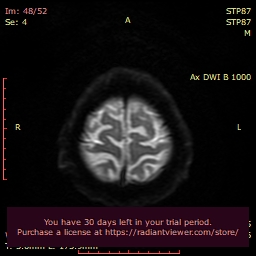 Im: 48/52
Se: 4
A
STP87
STP87
M
Ax DWI B 1000
R
L
You have 30 days left in your trial period.
Purchase a license at https://radiantviewer.com/store/